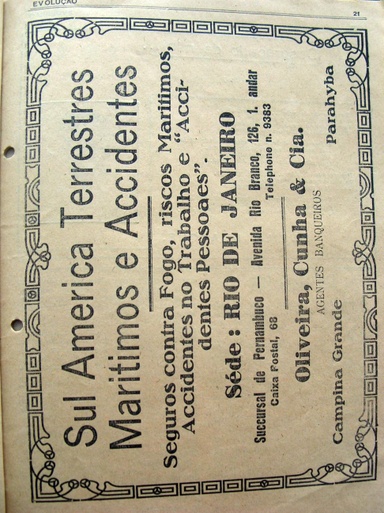 EVOLUÇÃO
21
Sul America Terrestres
Maritimos e Accidentes
Seguros contra Fogo, riscos Maritimos,
Accidentes no Trabalho e "Acci-
dentes Pessoaes".
Séde : RIO DE JANEIRO
Succursal de Pernambuco — Avenida Rio Branco, 126, 1. andar
Caixa Postal, 68
Telephone n. 9383
Oliveira, Cunha & Cia.
AGENTES BANQUEIROS
Campina Grande
Parahyba